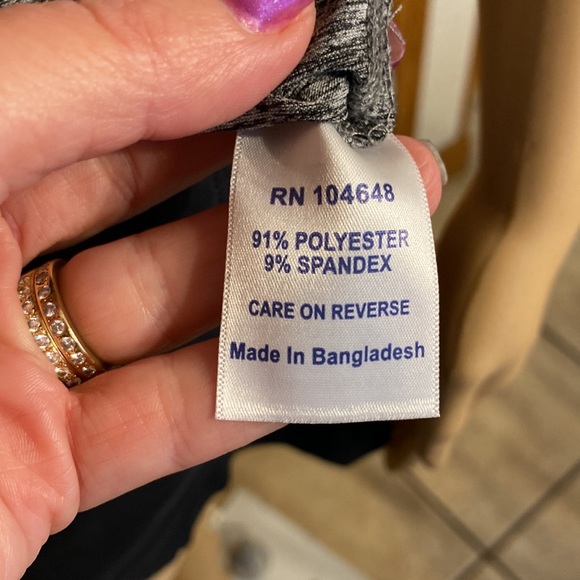 RN 104648
91% POLYESTER
9% SPANDEX
CARE ON REVERSE
Made In Bangladesh